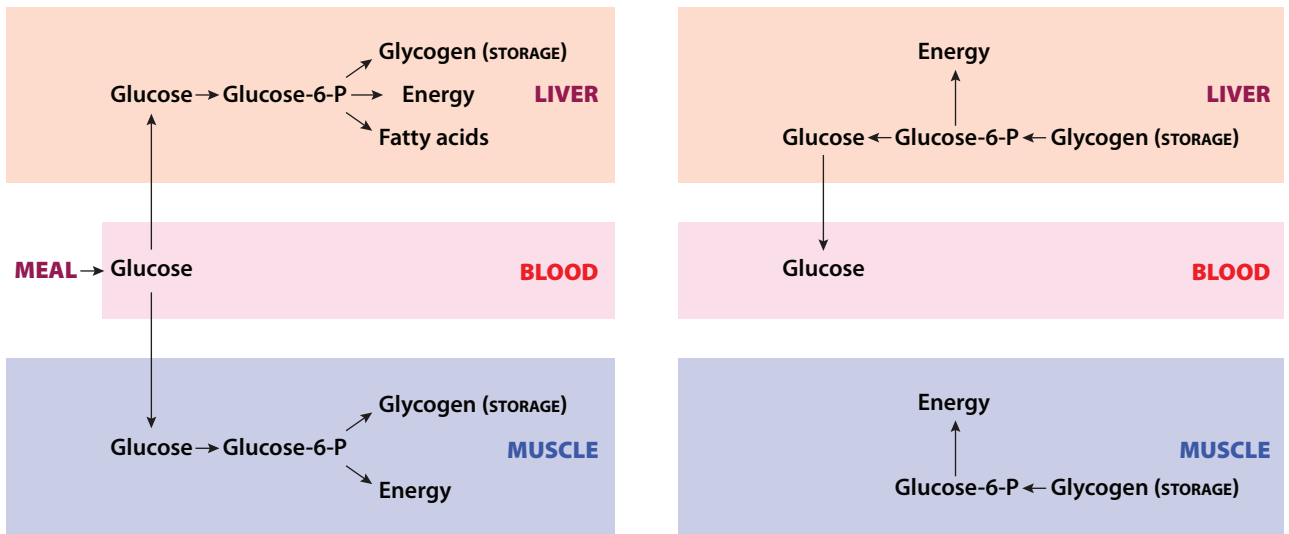 Glycogen (STORAGE)
Glucose Glucose-6-P Energy LIVER
Fatty acids
MEAL Glucose BLOOD
Glycogen (STORAGE)
Glucose Glucose-6-P MUSCLE
Energy
Energy
LIVER
Glucose Glucose-6-P Glycogen (STORAGE)
Glucose BLOOD
Energy
MUSCLE
Glucose-6-P Glycogen (STORAGE)